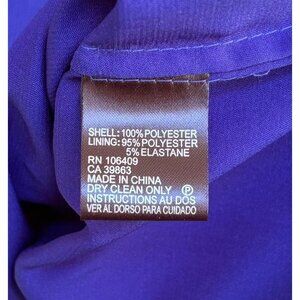 SHELL: 100% POLYESTER
LINING: 95% POLYESTER
5% ELASTANE
RN 106409
CA 39863
MADE IN CHINA
DRY CLEAN ONLY Ⓟ
INSTRUCTIONS AU DOS
VER AL DORSO PARA CUIDADO